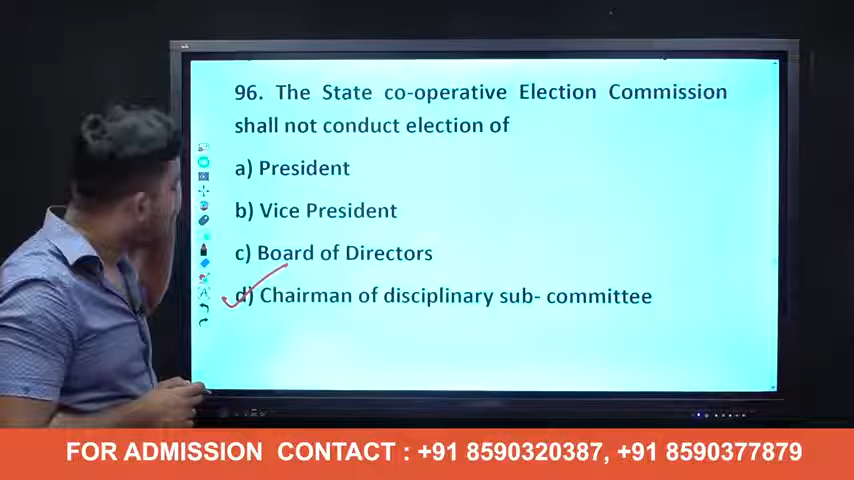 96. The State co-operative Election Commission
shall not conduct election of
a) President
b) Vice President
c) Board of Directors
d) Chairman of disciplinary sub- committee
FOR ADMISSION CONTACT : +91 8590320387, +91 8590377879